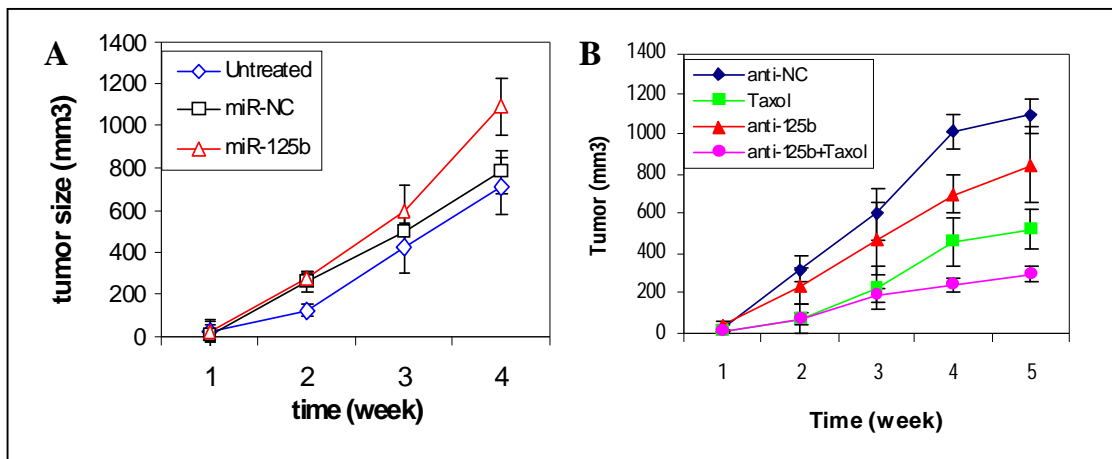 A
1400
1200
1000
800
600
400
200
0
tumor size (mm3)
Untreated
miR-NC
miR-125b
1 2 3 4
time (week)
B
1400
1200
1000
800
600
400
200
0
Tumor (mm3)
anti-NC
Taxol
anti-125b
anti-125b+Taxol
1 2 3 4 5
Time (week)